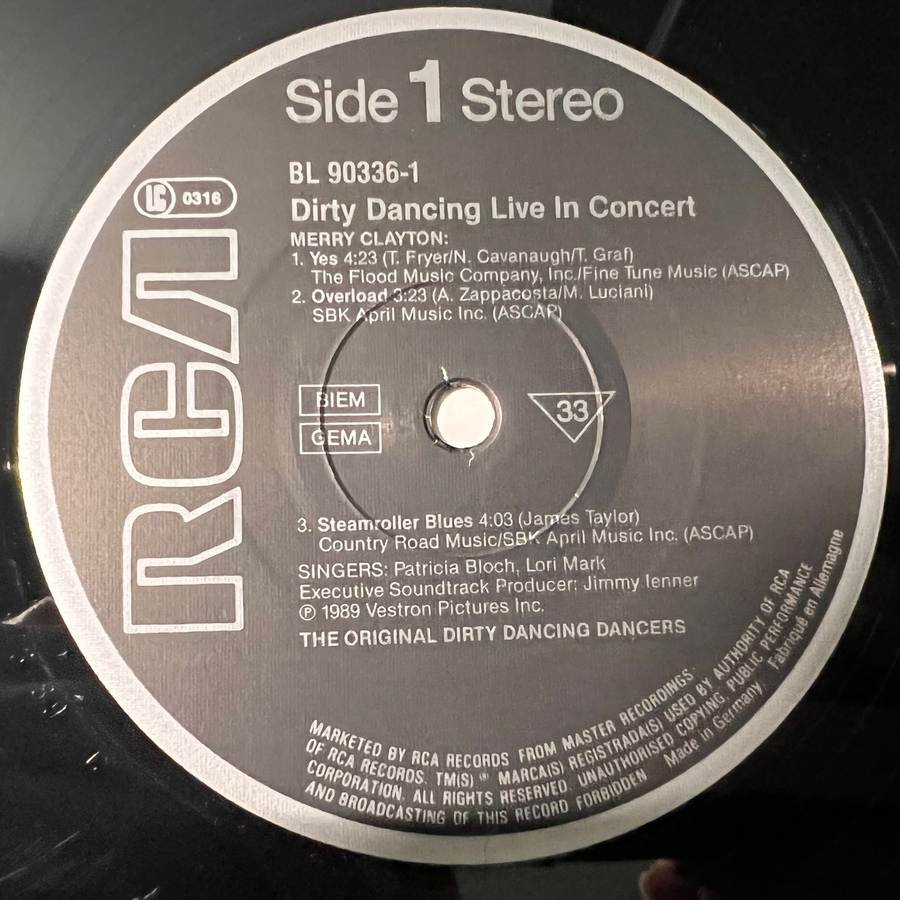 Side 1 Stereo
BL 90336-1
LC 0316
Dirty Dancing Live In Concert
MERRY CLAYTON:
1. Yes 4:23 (T. Fryer/N. Cavanaugh/T. Graf)
The Flood Music Company, Inc./Fine Tune Music (ASCAP)
2. Overload 3:23 (A. Zappacosta/M. Luciani)
SBK April Music Inc. (ASCAP)
RCA
BIEM
GEMA
33
3. Steamroller Blues 4:03 (James Taylor)
Country Road Music/SBK April Music Inc. (ASCAP)
SINGERS: Patricia Bloch, Lori Mark
Executive Soundtrack Producer: Jimmy Ienner
℗ 1989 Vestron Pictures Inc.
THE ORIGINAL DIRTY DANCING DANCERS
MARKETED BY RCA RECORDS FROM MASTER RECORDINGS
OF RCA RECORDS. TM(S) ® MARCA(S) REGISTRADA(S) USED BY AUTHORITY OF RCA
CORPORATION. ALL RIGHTS RESERVED. UNAUTHORISED COPYING, PUBLIC PERFORMANCE
AND BROADCASTING OF THIS RECORD FORBIDDEN Made in Germany Fabriqué en Allemagne